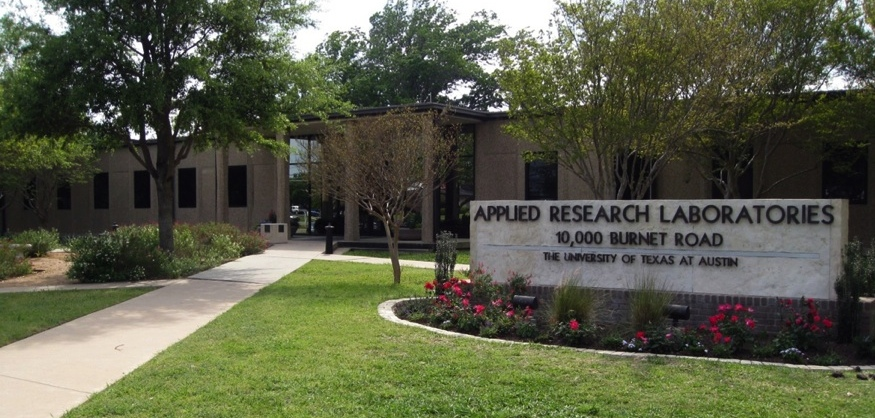 APPLIED RESEARCH LABORATORIES
10,000 BURNET ROAD
THE UNIVERSITY OF TEXAS AT AUSTIN